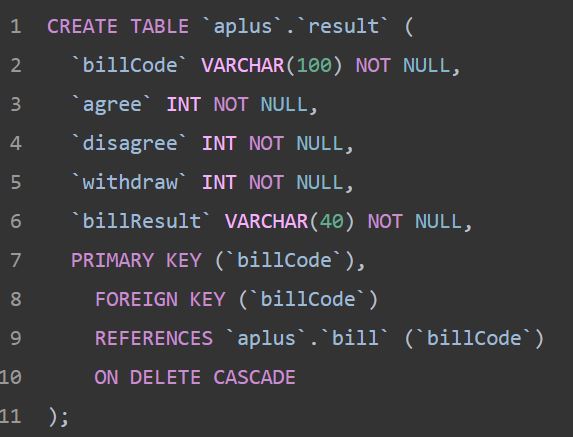 1 CREATE TABLE `aplus`.`result` (
2 `billCode` VARCHAR(100) NOT NULL,
3 `agree` INT NOT NULL,
4 `disagree` INT NOT NULL,
5 `withdraw` INT NOT NULL,
6 `billResult` VARCHAR(40) NOT NULL,
7 PRIMARY KEY (`billCode`),
8 FOREIGN KEY (`billCode`)
9 REFERENCES `aplus`.`bill` (`billCode`)
10 ON DELETE CASCADE
11 );